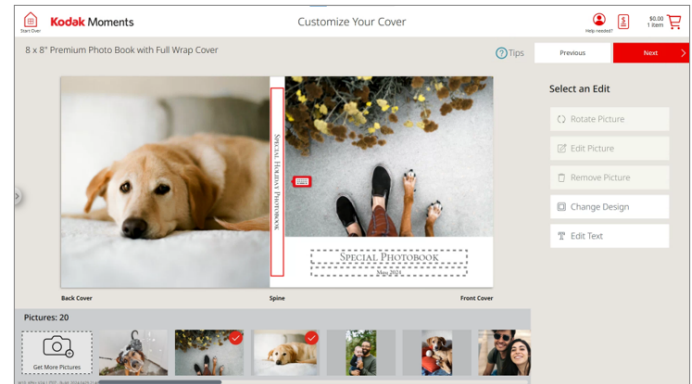 Start Over
Kodak Moments
Customize Your Cover
Help needed?
$0.00
1 item
8 x 8" Premium Photo Book with Full Wrap Cover
? Tips
Previous
Next
Select an Edit
Rotate Picture
Edit Picture
Remove Picture
Change Design
Edit Text
Special Holiday Photobook
Special Photobook
2024
Back Cover
Spine
Front Cover
Pictures: 20
Get More Pictures